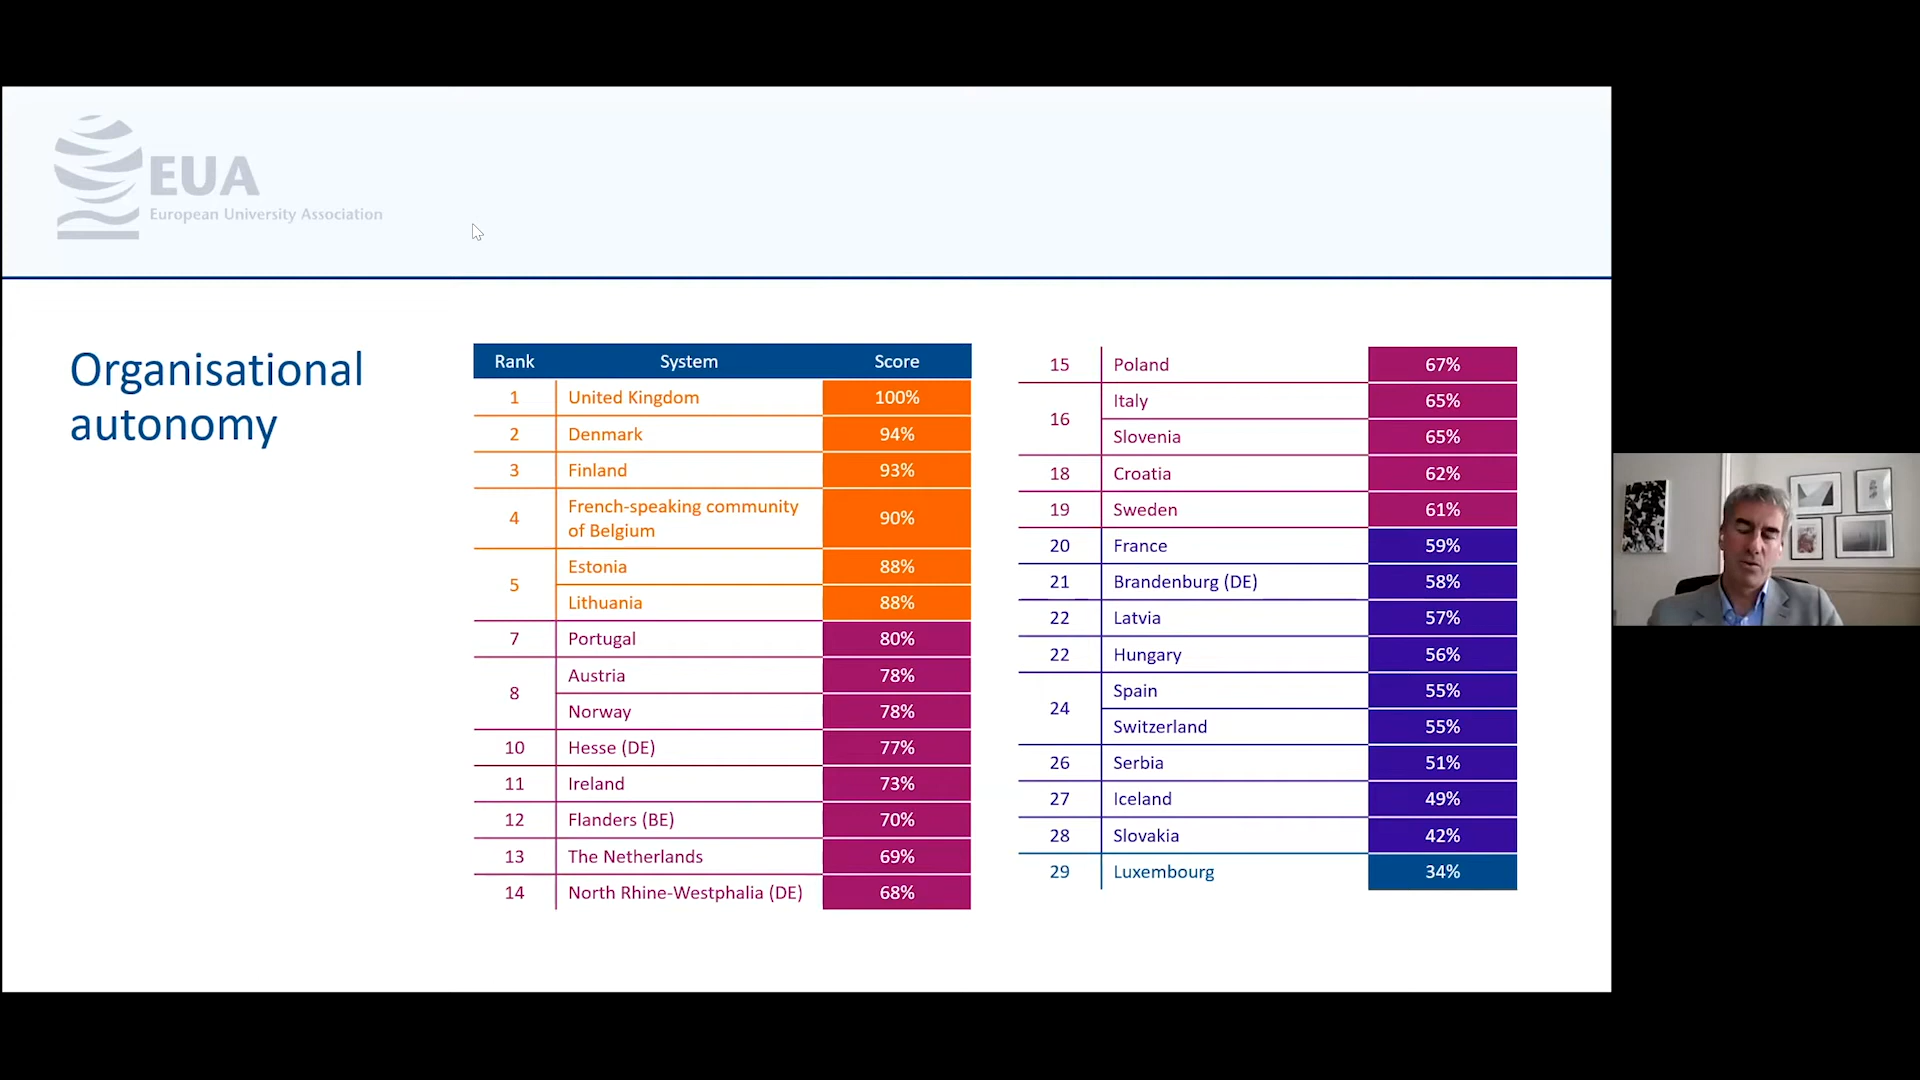 EUA
European University Association
Organisational
autonomy
Rank System Score
1 United Kingdom 100%
2 Denmark 94%
3 Finland 93%
4 French-speaking community
of Belgium 90%
5 Estonia 88%
Lithuania 88%
7 Portugal 80%
8 Austria 78%
Norway 78%
10 Hesse (DE) 77%
11 Ireland 73%
12 Flanders (BE) 70%
13 The Netherlands 69%
14 North Rhine-Westphalia (DE) 68%
15 Poland 67%
16 Italy 65%
Slovenia 65%
18 Croatia 62%
19 Sweden 61%
20 France 59%
21 Brandenburg (DE) 58%
22 Latvia 57%
22 Hungary 56%
24 Spain 55%
Switzerland 55%
26 Serbia 51%
27 Iceland 49%
28 Slovakia 42%
29 Luxembourg 34%